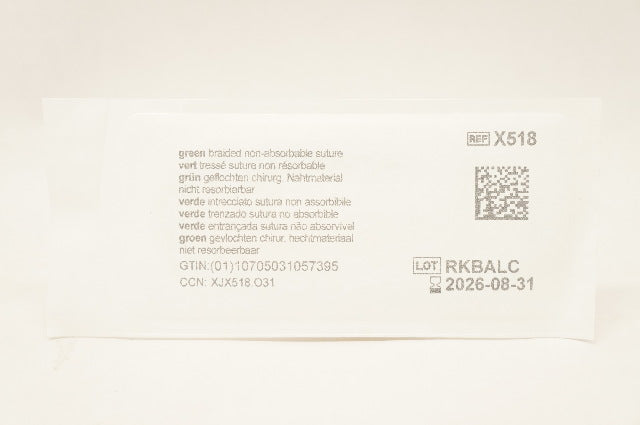 REF X518
green braided non-absorbable suture
vert tressé suture non résorbable
grün geflochten chirurg. Nahtmaterial
nicht resorbierbar
verde intrecciato sutura non assorbibile
verde trenzado sutura no absorbible
verde entrançada sutura não absorvível
groen gevlochten chirur. hechtmateriaal
niet resorbeerbaar
GTIN:(01)10705031057395
CCN: XJX518.O31
LOT RKBALC
2026-08-31